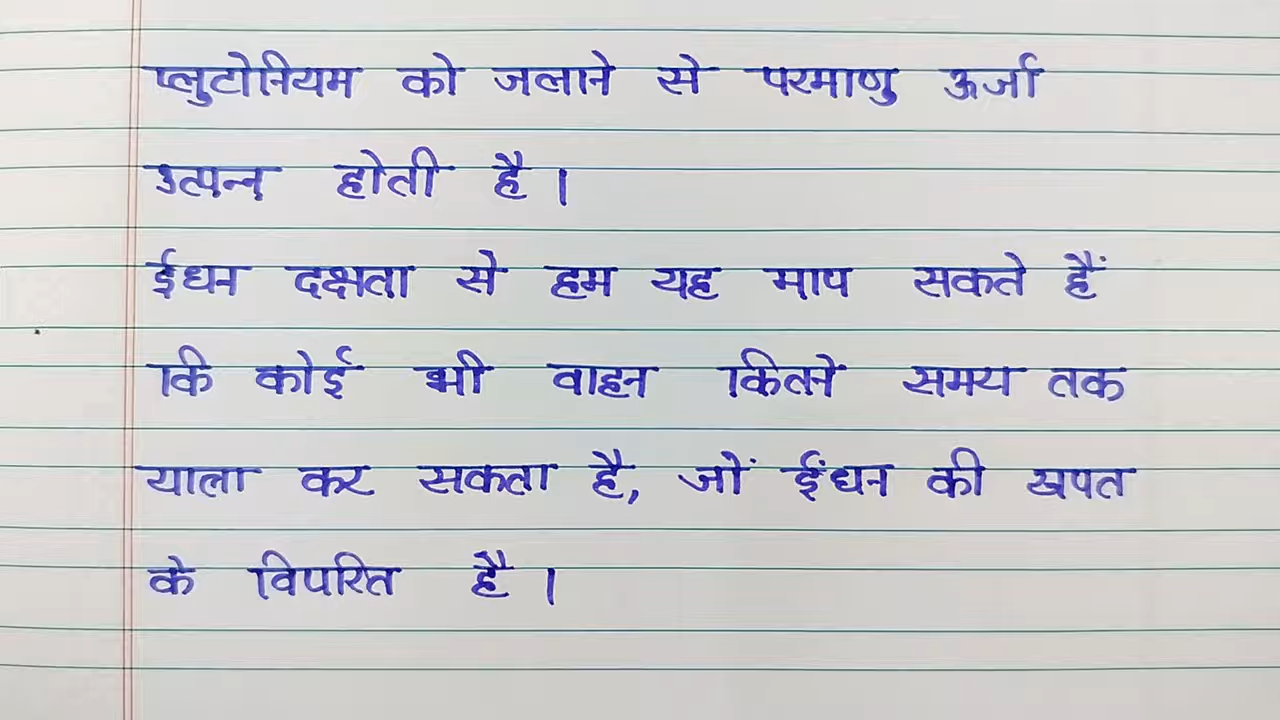 प्लुटोनियम को जलाने से परमाणु ऊर्जा
उत्पन्न होती है।
ईधन दक्षता से हम यह माप सकते हैं
कि कोई भी वाहन कितने समय तक
याला कर सकता है, जों ईंधन की खपत
के विपरित है।